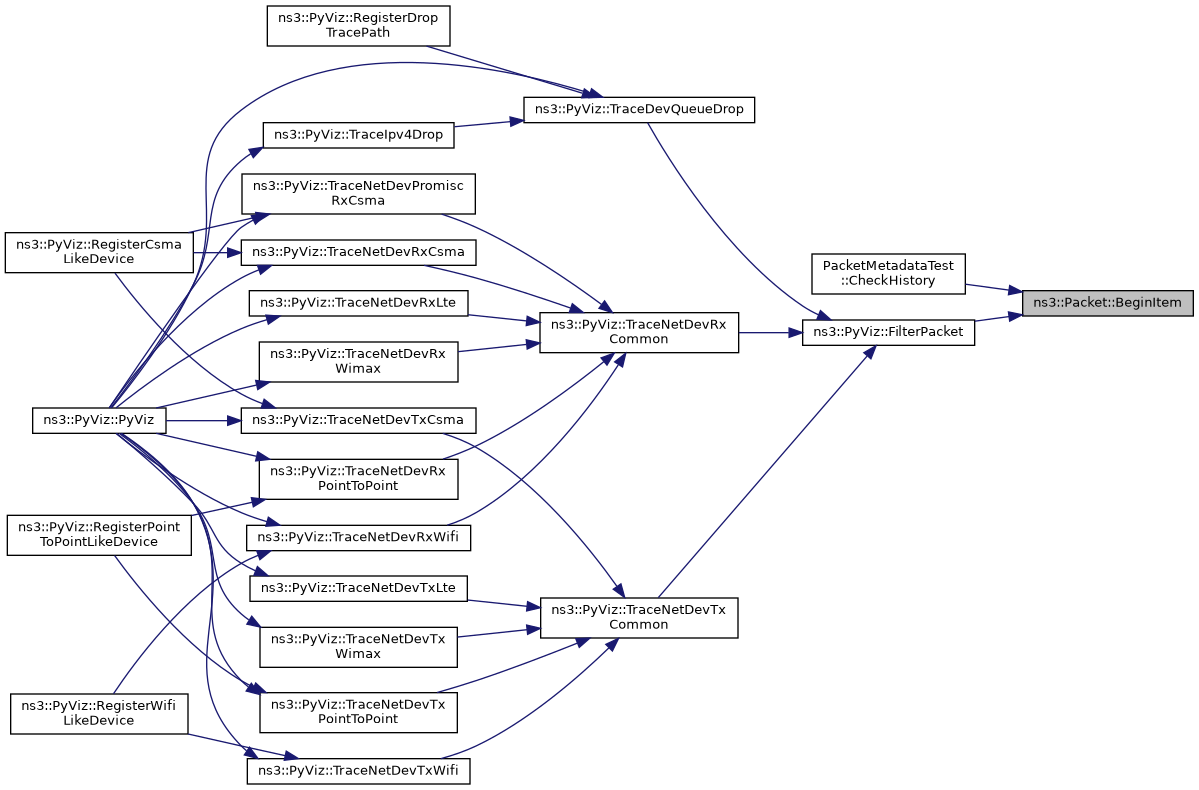 ns3::PyViz::RegisterDrop
TracePath
ns3::PyViz::TraceDevQueueDrop
ns3::PyViz::TraceIpv4Drop
ns3::PyViz::TraceNetDevPromisc
RxCsma
ns3::PyViz::RegisterCsma
LikeDevice
ns3::PyViz::TraceNetDevRxCsma
PacketMetadataTest
::CheckHistory
ns3::Packet::BeginItem
ns3::PyViz::TraceNetDevRxLte
ns3::PyViz::TraceNetDevRx
Common
ns3::PyViz::FilterPacket
ns3::PyViz::TraceNetDevRx
Wimax
ns3::PyViz::PyViz
ns3::PyViz::TraceNetDevTxCsma
ns3::PyViz::TraceNetDevRx
PointToPoint
ns3::PyViz::RegisterPoint
ToPointLikeDevice
ns3::PyViz::TraceNetDevRxWifi
ns3::PyViz::TraceNetDevTxLte
ns3::PyViz::TraceNetDevTx
Common
ns3::PyViz::TraceNetDevTx
Wimax
ns3::PyViz::RegisterWifi
LikeDevice
ns3::PyViz::TraceNetDevTx
PointToPoint
ns3::PyViz::TraceNetDevTxWifi